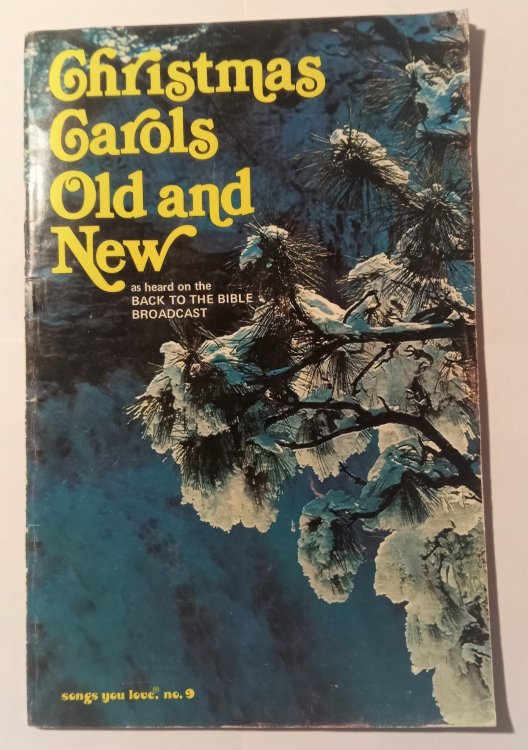 Christmas
Carols
Old and
New
as heard on the
BACK TO THE BIBLE
BROADCAST
songs you love®, no. 9